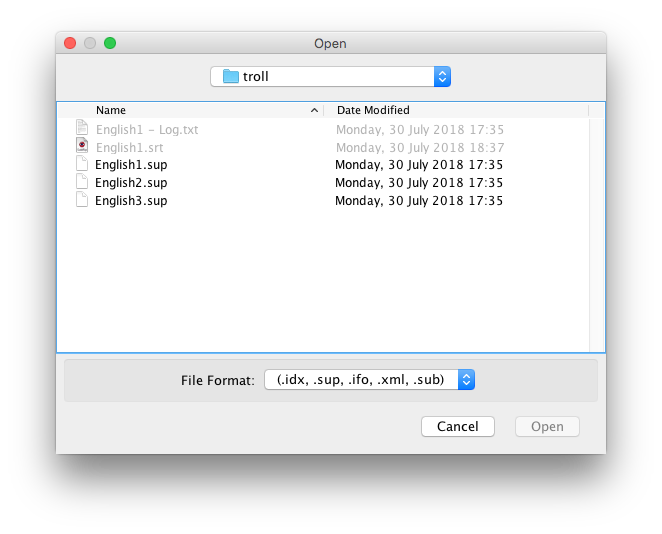 Open
troll
Name Date Modified
English1 - Log.txt Monday, 30 July 2018 17:35
English1.srt Monday, 30 July 2018 18:37
English1.sup Monday, 30 July 2018 17:35
English2.sup Monday, 30 July 2018 17:35
English3.sup Monday, 30 July 2018 17:35
File Format: (.idx, .sup, .ifo, .xml, .sub)
Cancel Open